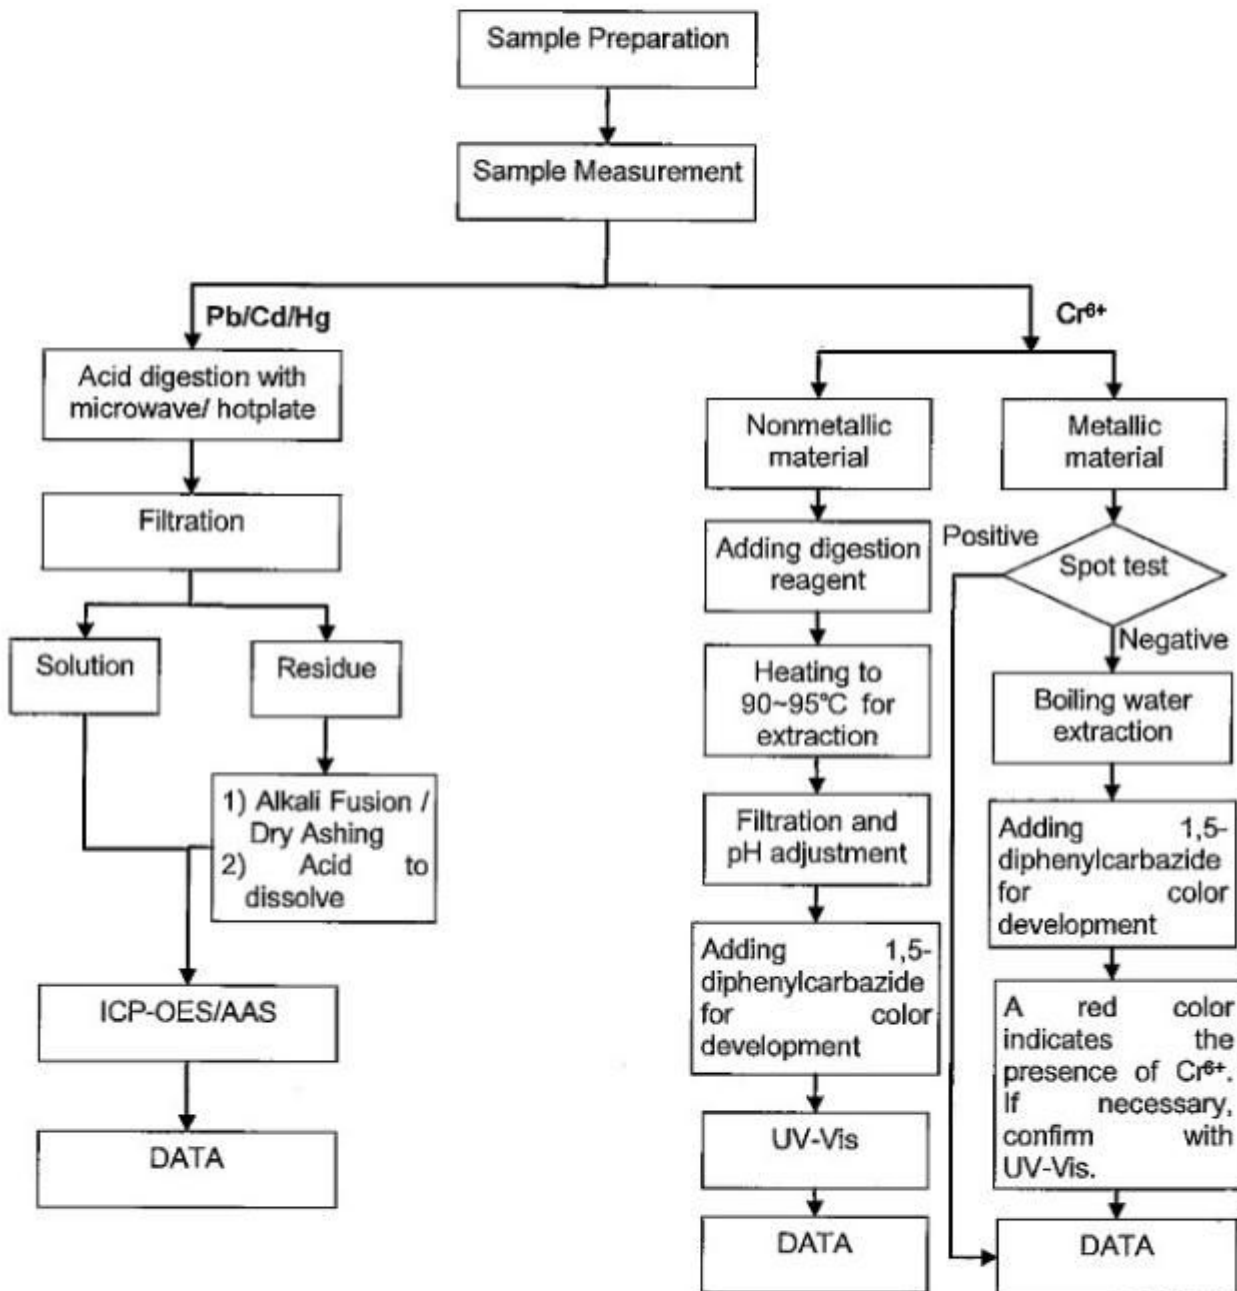 Sample Preparation
Sample Measurement
Pb/Cd/Hg
Acid digestion with
microwave/ hotplate
Filtration
Solution
Residue
1) Alkali Fusion /
Dry Ashing
2) Acid to
dissolve
ICP-OES/AAS
DATA
Cr⁶⁺
Nonmetallic
material
Adding digestion
reagent
Heating to
90~95℃ for
extraction
Filtration and
pH adjustment
Adding 1,5-
diphenylcarbazide
for color
development
UV-Vis
DATA
Metallic
material
Positive
Spot test
Negative
Boiling water
extraction
Adding 1,5-
diphenylcarbazide
for color
development
A red color
indicates the
presence of Cr⁶⁺.
If necessary,
confirm with
UV-Vis.
DATA